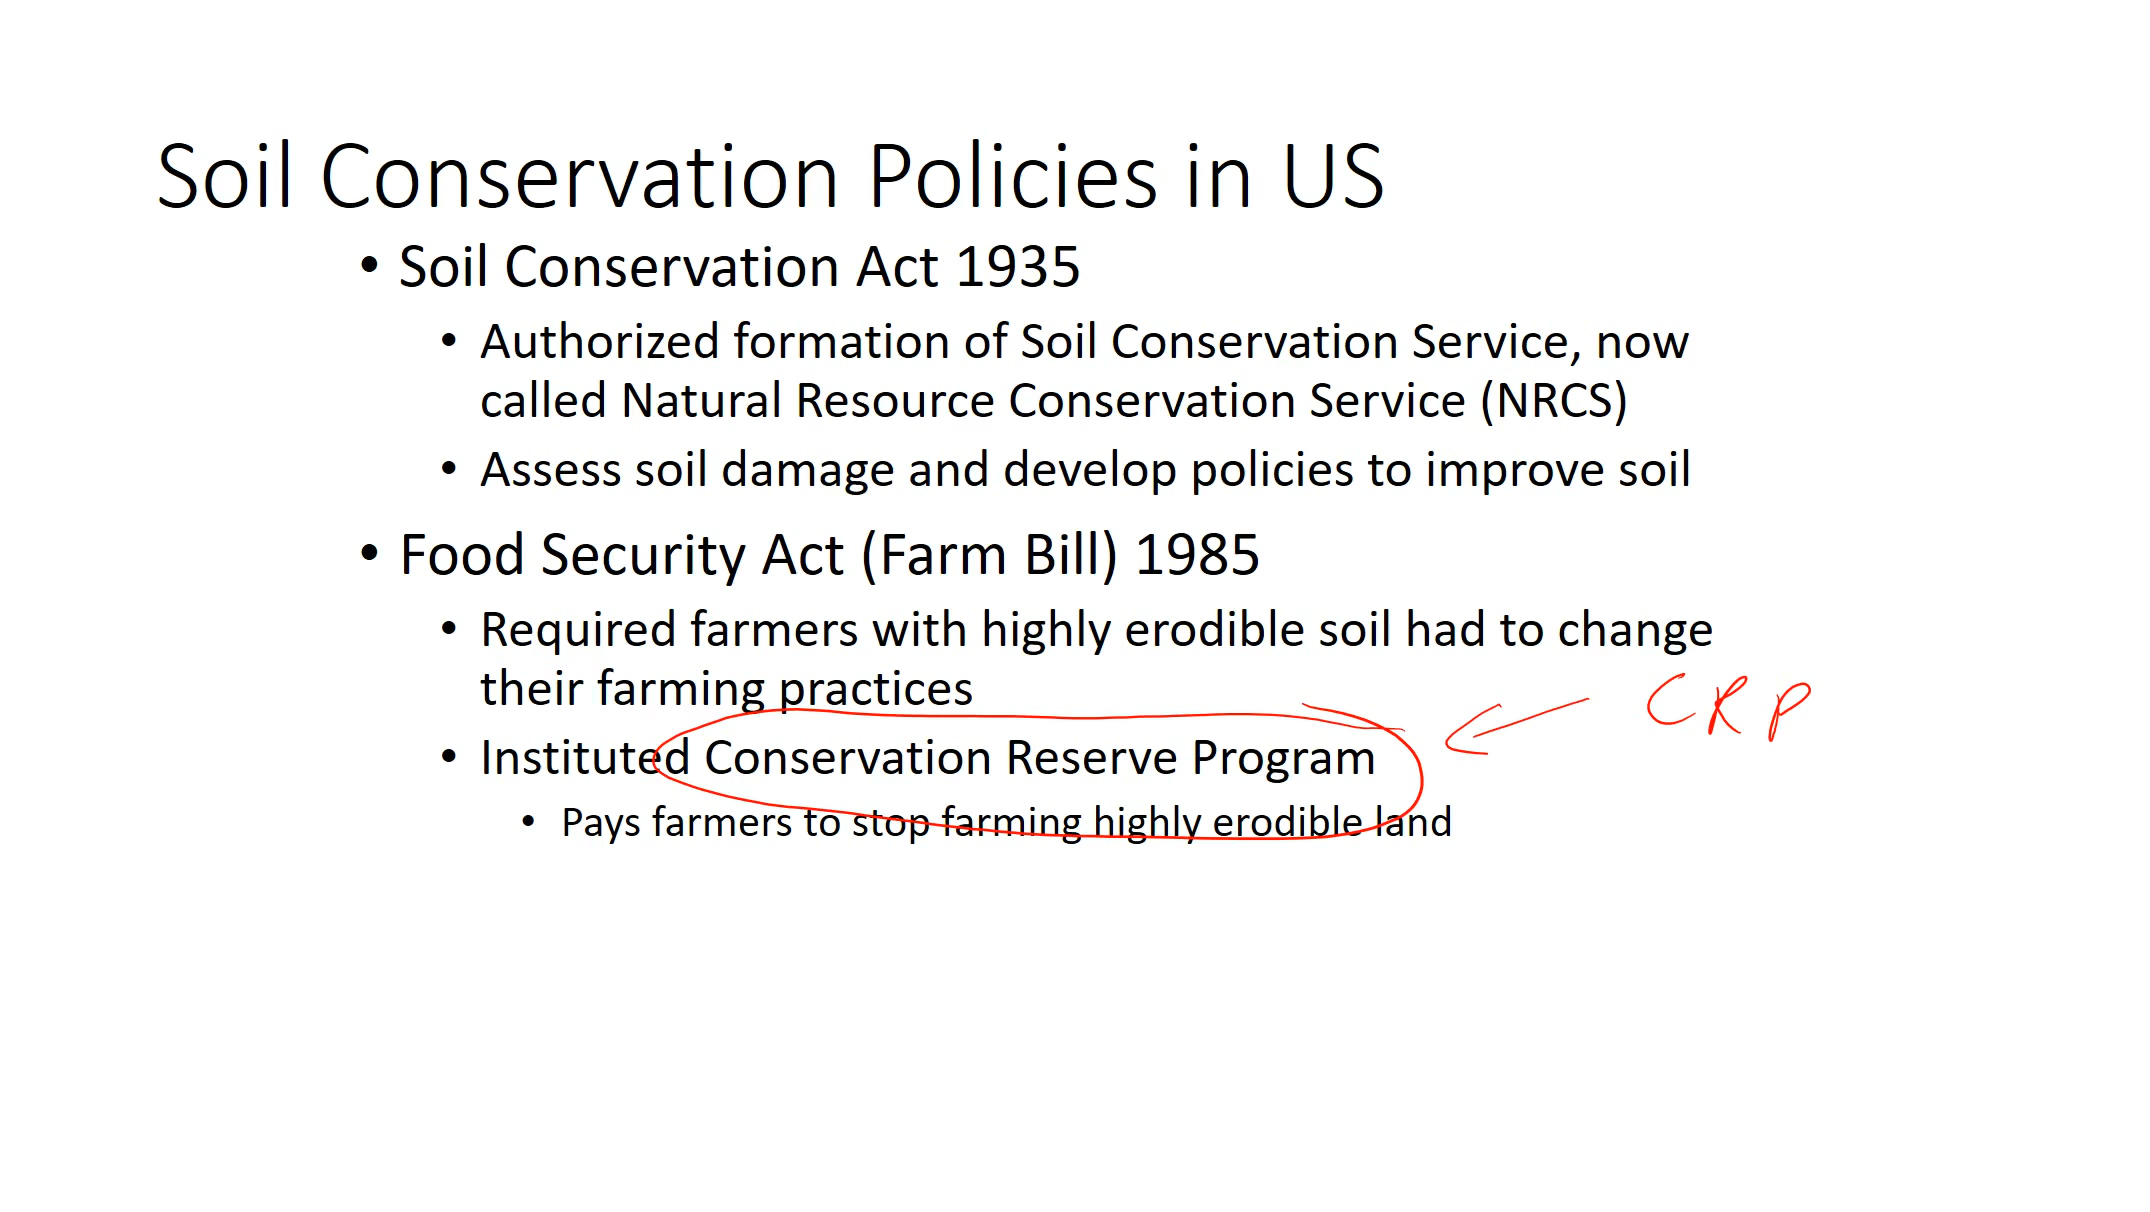 Soil Conservation Policies in US
• Soil Conservation Act 1935
• Authorized formation of Soil Conservation Service, now
called Natural Resource Conservation Service (NRCS)
• Assess soil damage and develop policies to improve soil
• Food Security Act (Farm Bill) 1985
• Required farmers with highly erodible soil had to change
their farming practices
CRP
• Instituted Conservation Reserve Program
• Pays farmers to stop farming highly erodible land